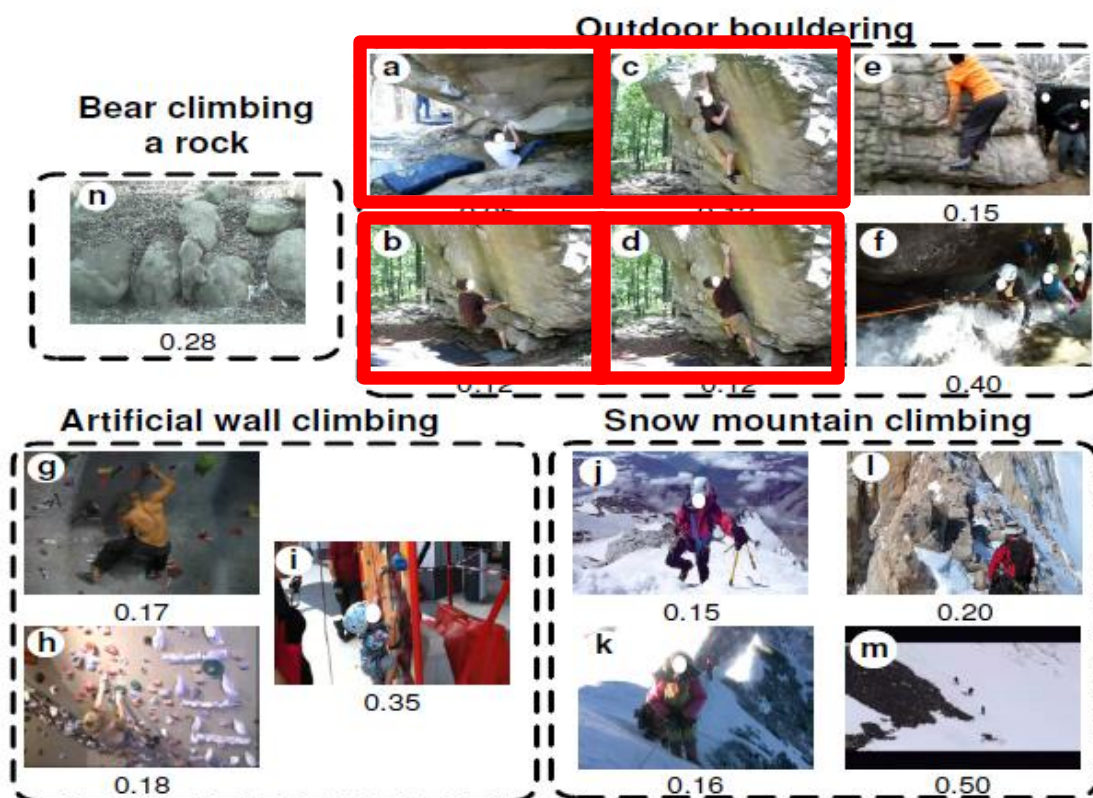 Outdoor bouldering
a
c
e
Bear climbing
a rock
0.15
n
b
d
f
0.28
0.12
0.12
0.40
Artificial wall climbing
Snow mountain climbing
g
j
l
i
0.17
0.15
0.20
h
k
m
0.35
0.18
0.16
0.50